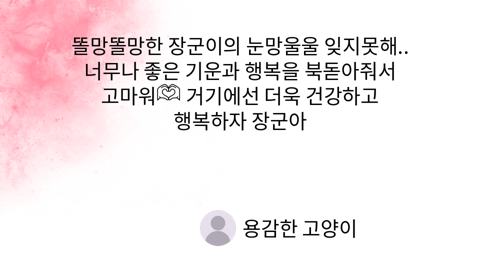 똘망똘망한 장군이의 눈망울울 잊지못해..
너무나 좋은 기운과 행복을 북돋아줘서
고마워🫶 거기에선 더욱 건강하고
행복하자 장군아
용감한 고양이